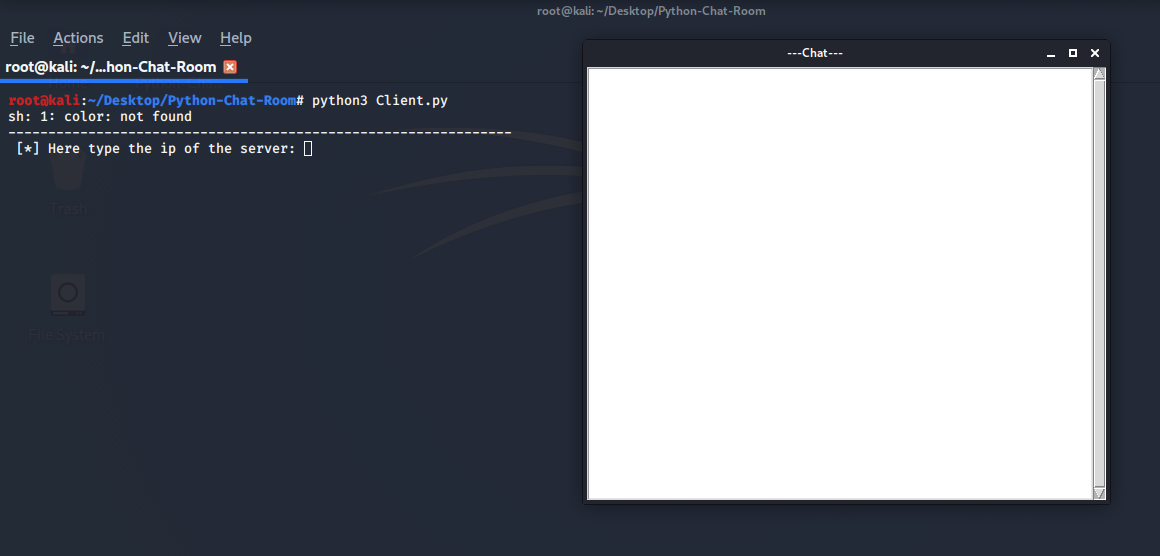 root@kali: ~/Desktop/Python-Chat-Room
File Actions Edit View Help
root@kali: ~/...hon-Chat-Room
root@kali:~/Desktop/Python-Chat-Room# python3 Client.py
sh: 1: color: not found
---------------------------------------------------------------
[*] Here type the ip of the server:
Trash
File System
---Chat---